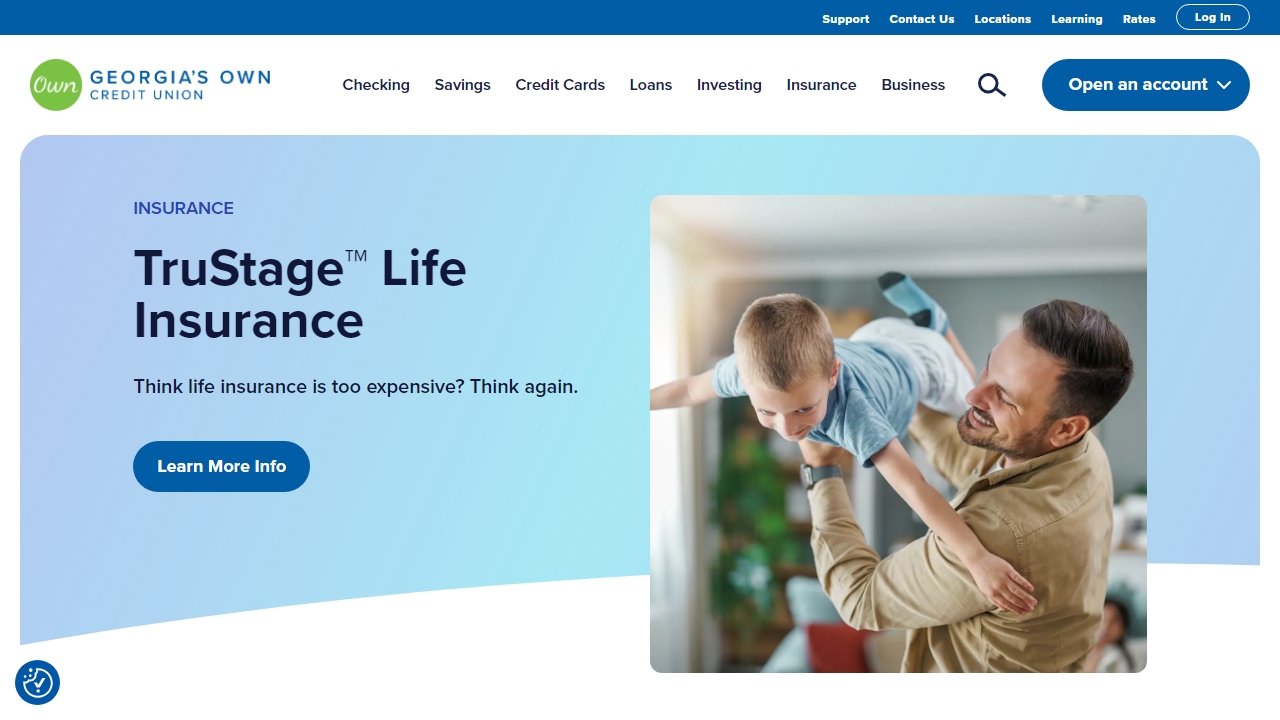 Support Contact Us Locations Learning Rates Log In
Own GEORGIA'S OWN
CREDIT UNION
Checking Savings Credit Cards Loans Investing Insurance Business Open an account
INSURANCE
TruStage™ Life
Insurance
Think life insurance is too expensive? Think again.
Learn More Info